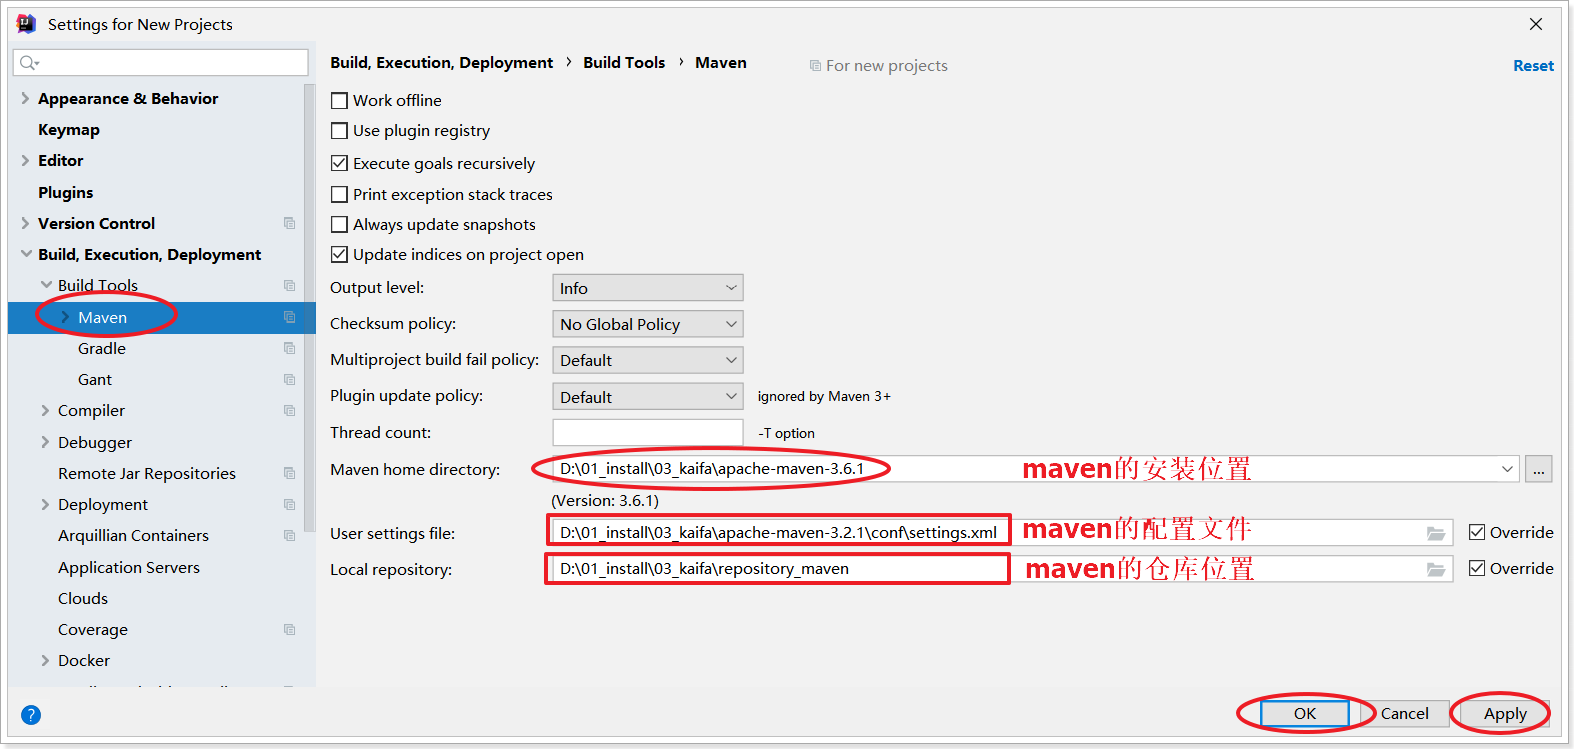 Settings for New Projects
Build, Execution, Deployment › Build Tools › Maven
For new projects
Reset
Appearance & Behavior
Keymap
Editor
Plugins
Version Control
Build, Execution, Deployment
Build Tools
Maven
Gradle
Gant
Compiler
Debugger
Remote Jar Repositories
Deployment
Arquillian Containers
Application Servers
Clouds
Coverage
Docker
Work offline
Use plugin registry
Execute goals recursively
Print exception stack traces
Always update snapshots
Update indices on project open
Output level: Info
Checksum policy: No Global Policy
Multiproject build fail policy: Default
Plugin update policy: Default ignored by Maven 3+
Thread count: -T option
Maven home directory: D:\01_install\03_kaifa\apache-maven-3.6.1 maven的安装位置 ...
(Version: 3.6.1)
User settings file: D:\01_install\03_kaifa\apache-maven-3.2.1\conf\settings.xml maven的配置文件 Override
Local repository: D:\01_install\03_kaifa\repository_maven maven的仓库位置 Override
? OK Cancel Apply